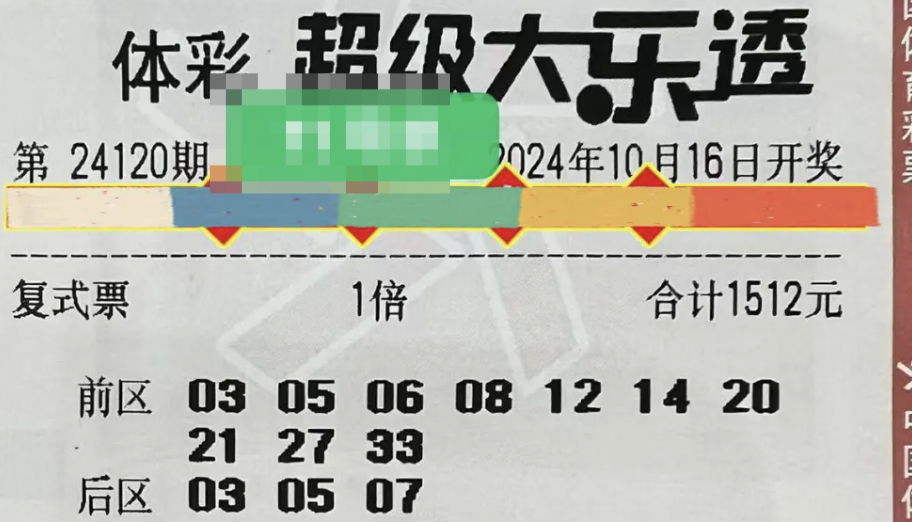 体彩 超级大乐透
第 24120期 2024年10月16日开奖
复式票 1倍 合计1512元
前区 03 05 06 08 12 14 20
21 27 33
后区 03 05 07